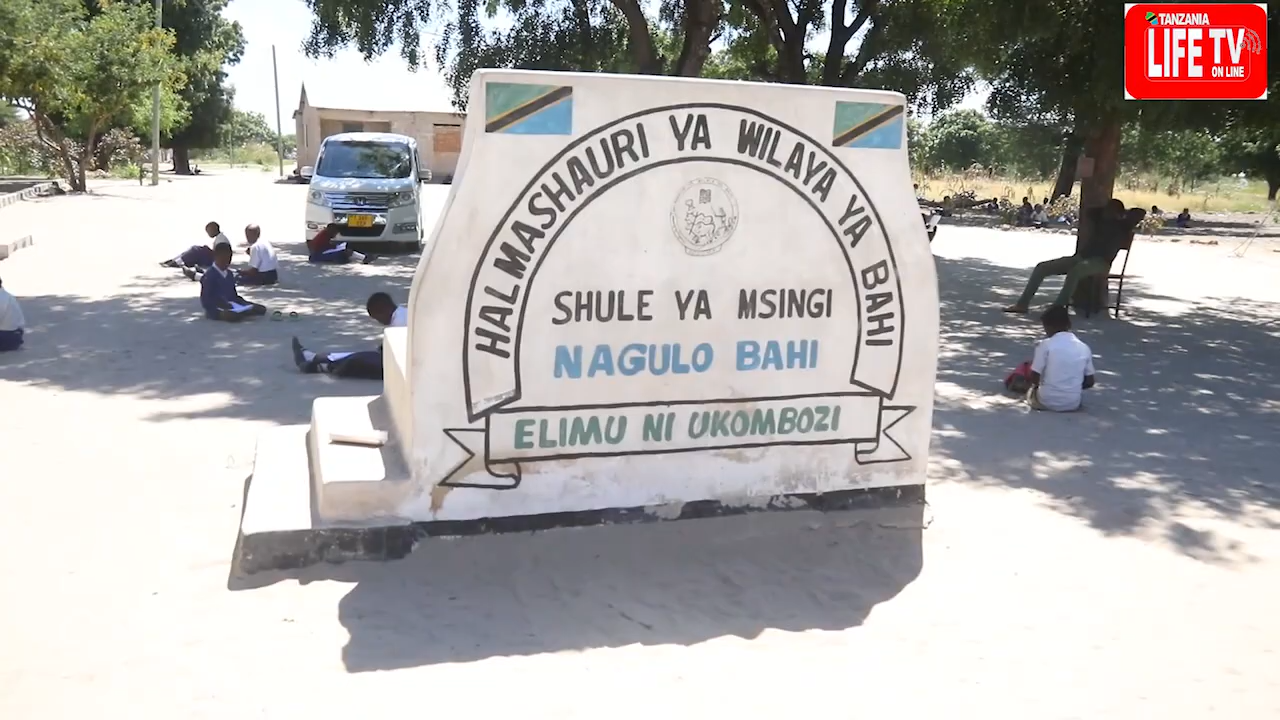 HALMASHAURI YA WILAYA YA BAHI
SHULE YA MSINGI
NAGULO BAHI
ELIMU NI UKOMBOZI
TANZANIA
LIFE TV
ON LINE